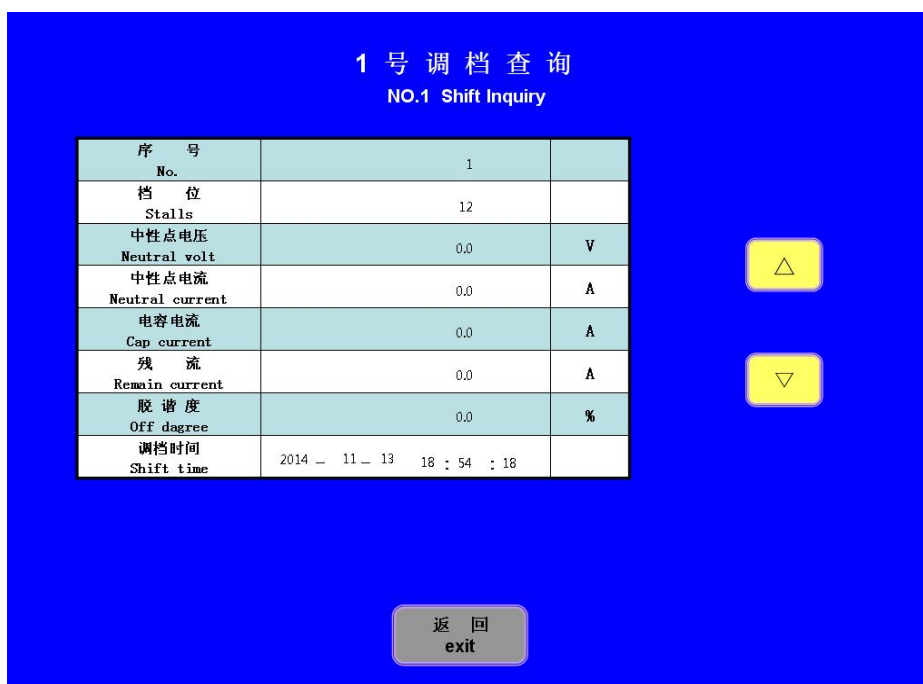 1 号 调 档 查 询
NO.1 Shift Inquiry
序 号
No.
1
档 位
Stalls
12
中性点电压
Neutral volt
0.0
V
中性点电流
Neutral current
0.0
A
电容电流
Cap current
0.0
A
残 流
Remain current
0.0
A
脱 谐 度
Off dagree
0.0
%
调档时间
Shift time
2014 – 11 – 13 18 : 54 : 18
返 回
exit